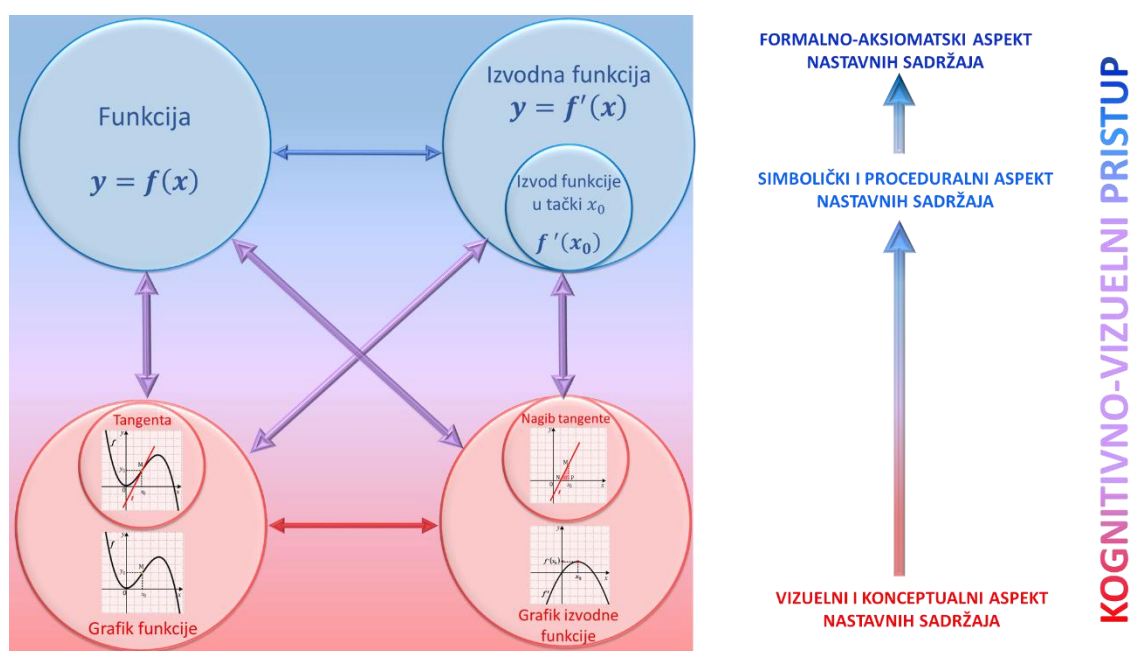 Funkcija
y = f(x)
Izvodna funkcija
y = f'(x)
Izvod funkcije
u tački x₀
f '(x₀)
Tangenta
Grafik funkcije
Nagib tangente
Grafik izvodne
funkcije
FORMALNO-AKSIOMATSKI ASPEKT
NASTAVNIH SADRŽAJA
SIMBOLIČKI I PROCEDURALNI ASPEKT
NASTAVNIH SADRŽAJA
VIZUELNI I KONCEPTUALNI ASPEKT
NASTAVNIH SADRŽAJA
KOGNITIVNO-VIZUELNI PRISTUP